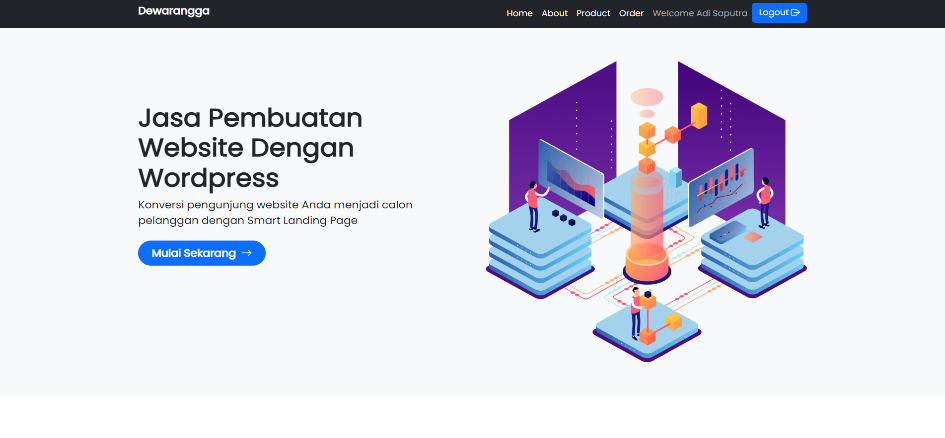 Dewarangga
Home About Product Order Welcome Adi Saputra Logout
Jasa Pembuatan
Website Dengan
Wordpress
Konversi pengunjung website Anda menjadi calon
pelanggan dengan Smart Landing Page
Mulai Sekarang